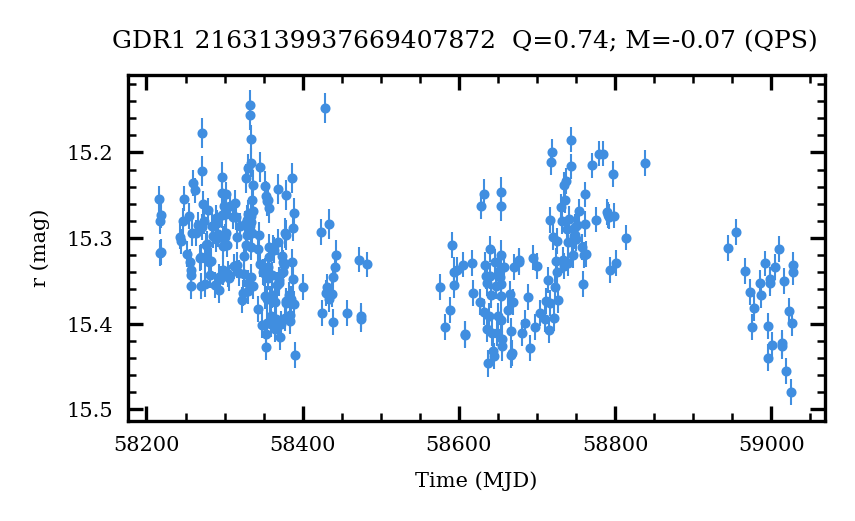 GDR1 2163139937669407872  Q=0.74; M=-0.07 (QPS)
15.2
15.3
15.4
15.5
r (mag)
58200 58400 58600 58800 59000
Time (MJD)